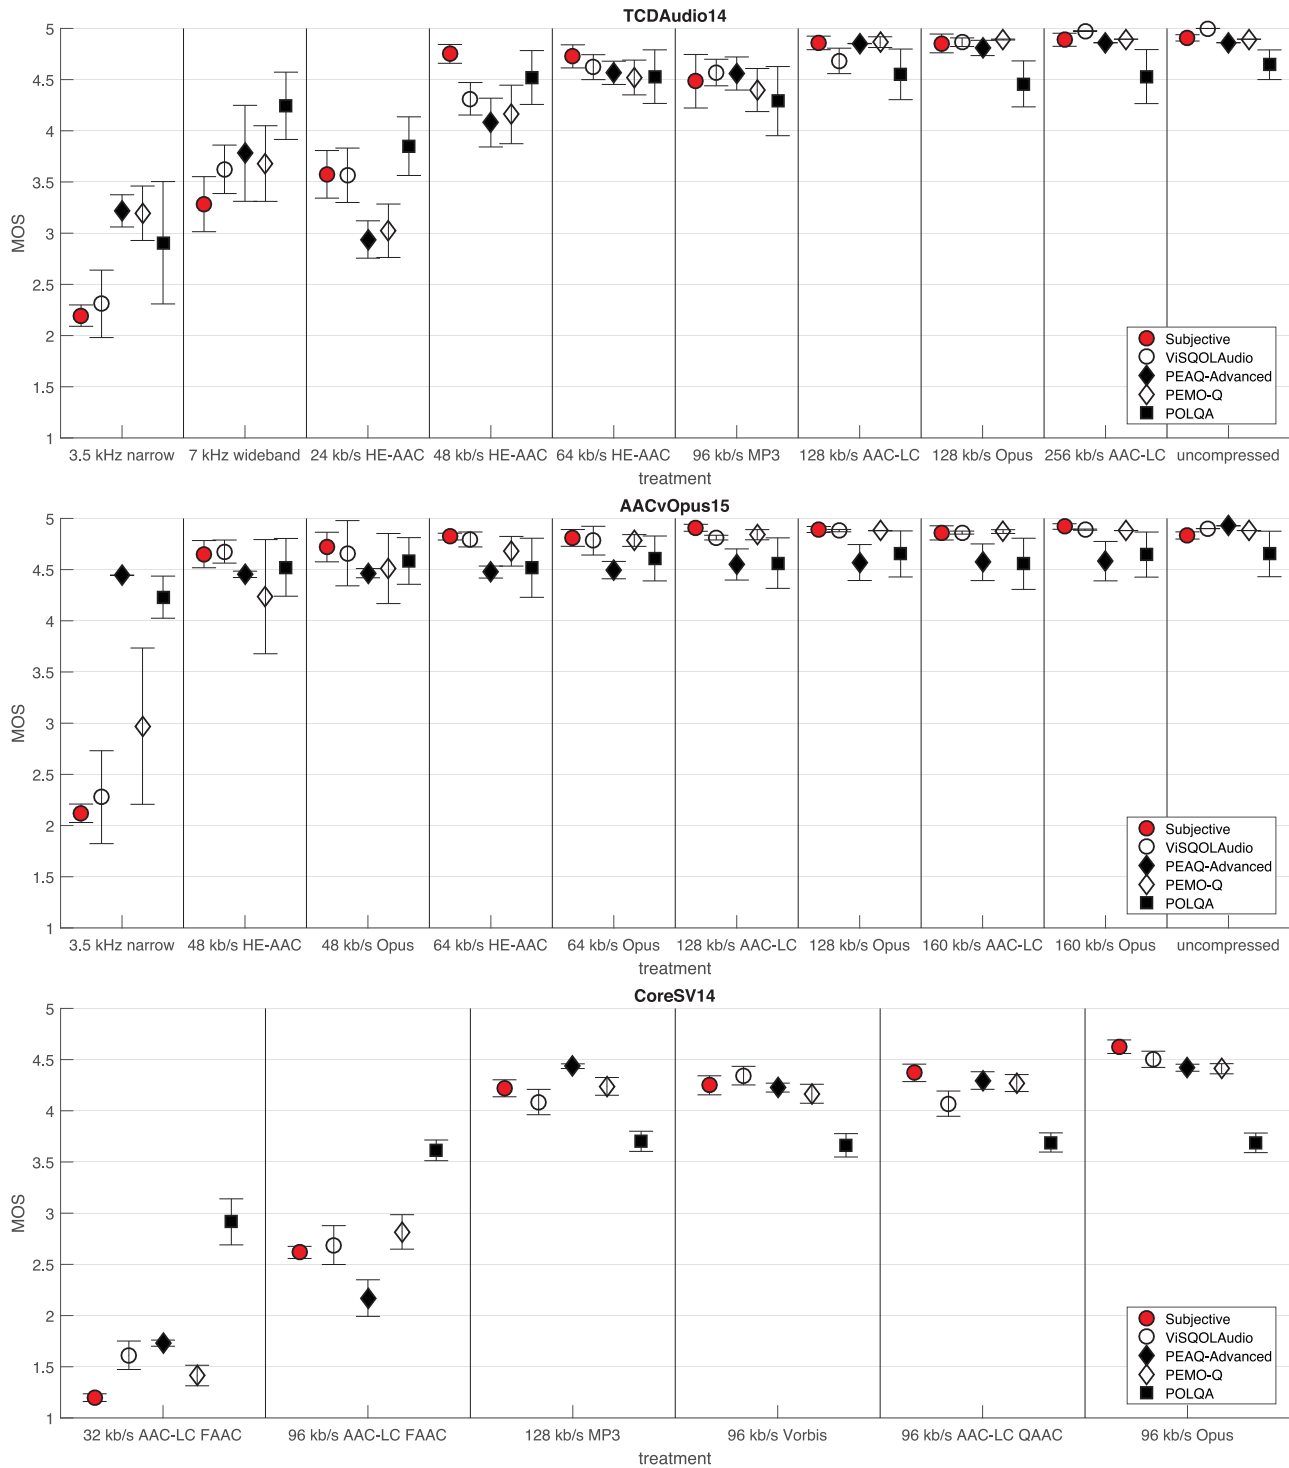 TCDAudio14
5
4.5
4
3.5
3
2.5
2
1.5
1
MOS
Subjective
ViSQOLAudio
PEAQ-Advanced
PEMO-Q
POLQA
3.5 kHz narrow 7 kHz wideband 24 kb/s HE-AAC 48 kb/s HE-AAC 64 kb/s HE-AAC 96 kb/s MP3 128 kb/s AAC-LC 128 kb/s Opus 256 kb/s AAC-LC uncompressed
treatment
AACvOpus15
5
4.5
4
3.5
3
2.5
2
1.5
1
MOS
Subjective
ViSQOLAudio
PEAQ-Advanced
PEMO-Q
POLQA
3.5 kHz narrow 48 kb/s HE-AAC 48 kb/s Opus 64 kb/s HE-AAC 64 kb/s Opus 128 kb/s AAC-LC 128 kb/s Opus 160 kb/s AAC-LC 160 kb/s Opus uncompressed
treatment
CoreSV14
5
4.5
4
3.5
3
2.5
2
1.5
1
MOS
Subjective
ViSQOLAudio
PEAQ-Advanced
PEMO-Q
POLQA
32 kb/s AAC-LC FAAC 96 kb/s AAC-LC FAAC 128 kb/s MP3 96 kb/s Vorbis 96 kb/s AAC-LC QAAC 96 kb/s Opus
treatment